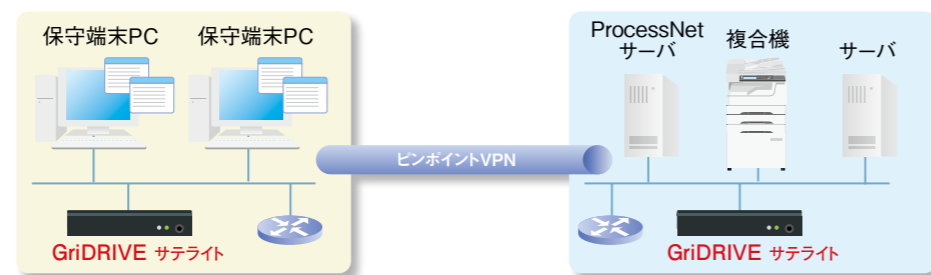 保守端末PC
保守端末PC
GriDRIVE サテライト
ピンポイントVPN
ProcessNet
サーバ
複合機
サーバ
GriDRIVE サテライト